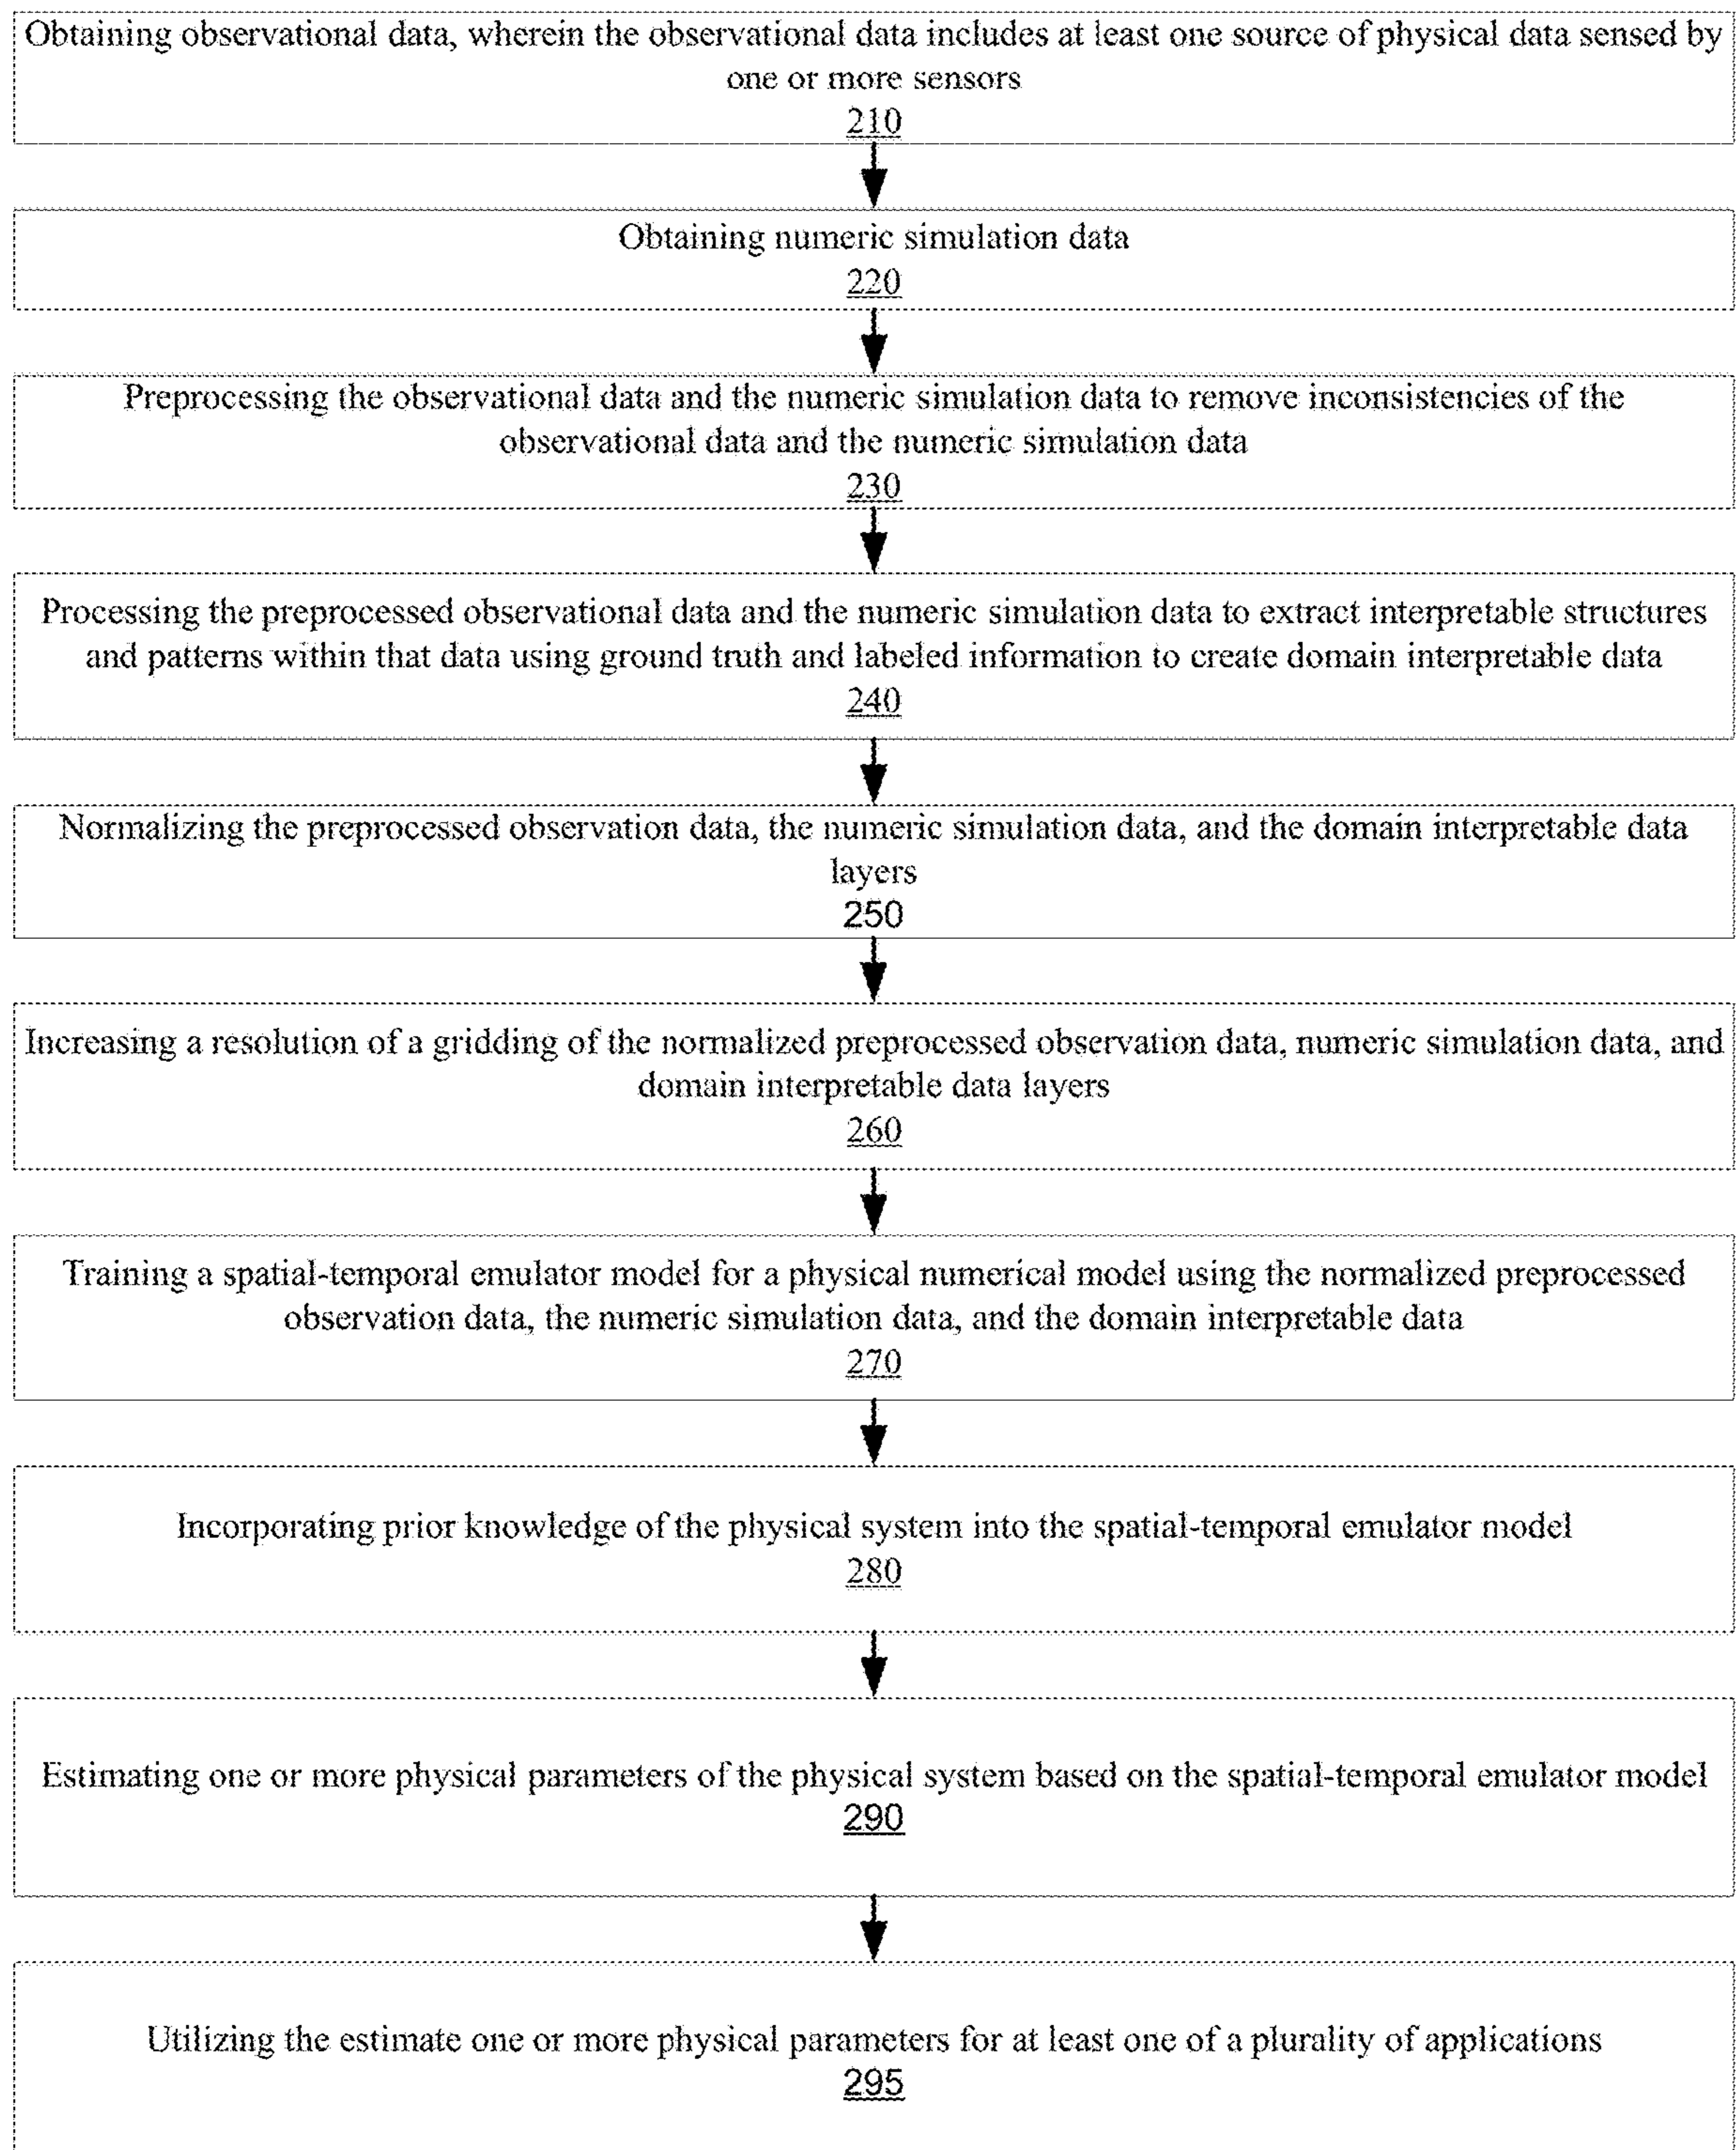 Obtaining observational data, wherein the observational data includes at least one source of physical data sensed by
one or more sensors
210
Obtaining numeric simulation data
220
Preprocessing the observational data and the numeric simulation data to remove inconsistencies of the
observational data and the numeric simulation data
230
Processing the preprocessed observational data and the numeric simulation data to extract interpretable structures
and patterns within that data using ground truth and labeled information to create domain interpretable data
240
Normalizing the preprocessed observation data, the numeric simulation data, and the domain interpretable data
layers
250
Increasing a resolution of a gridding of the normalized preprocessed observation data, numeric simulation data, and
domain interpretable data layers
260
Training a spatial-temporal emulator model for a physical numerical model using the normalized preprocessed
observation data, the numeric simulation data, and the domain interpretable data
270
Incorporating prior knowledge of the physical system into the spatial-temporal emulator model
280
Estimating one or more physical parameters of the physical system based on the spatial-temporal emulator model
290
Utilizing the estimate one or more physical parameters for at least one of a plurality of applications
295